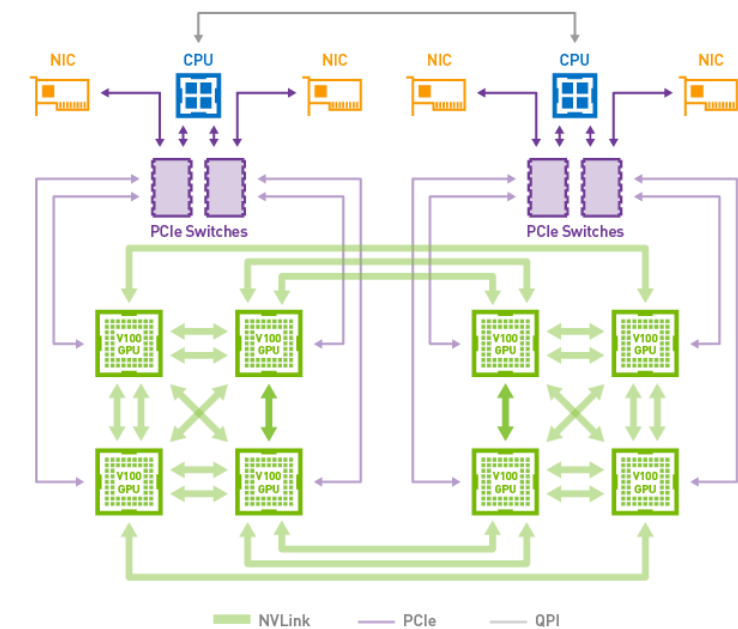 NIC
CPU
NIC
NIC
CPU
NIC
PCIe Switches
PCIe Switches
V100
GPU
V100
GPU
V100
GPU
V100
GPU
V100
GPU
V100
GPU
V100
GPU
V100
GPU
NVLink
PCIe
QPI